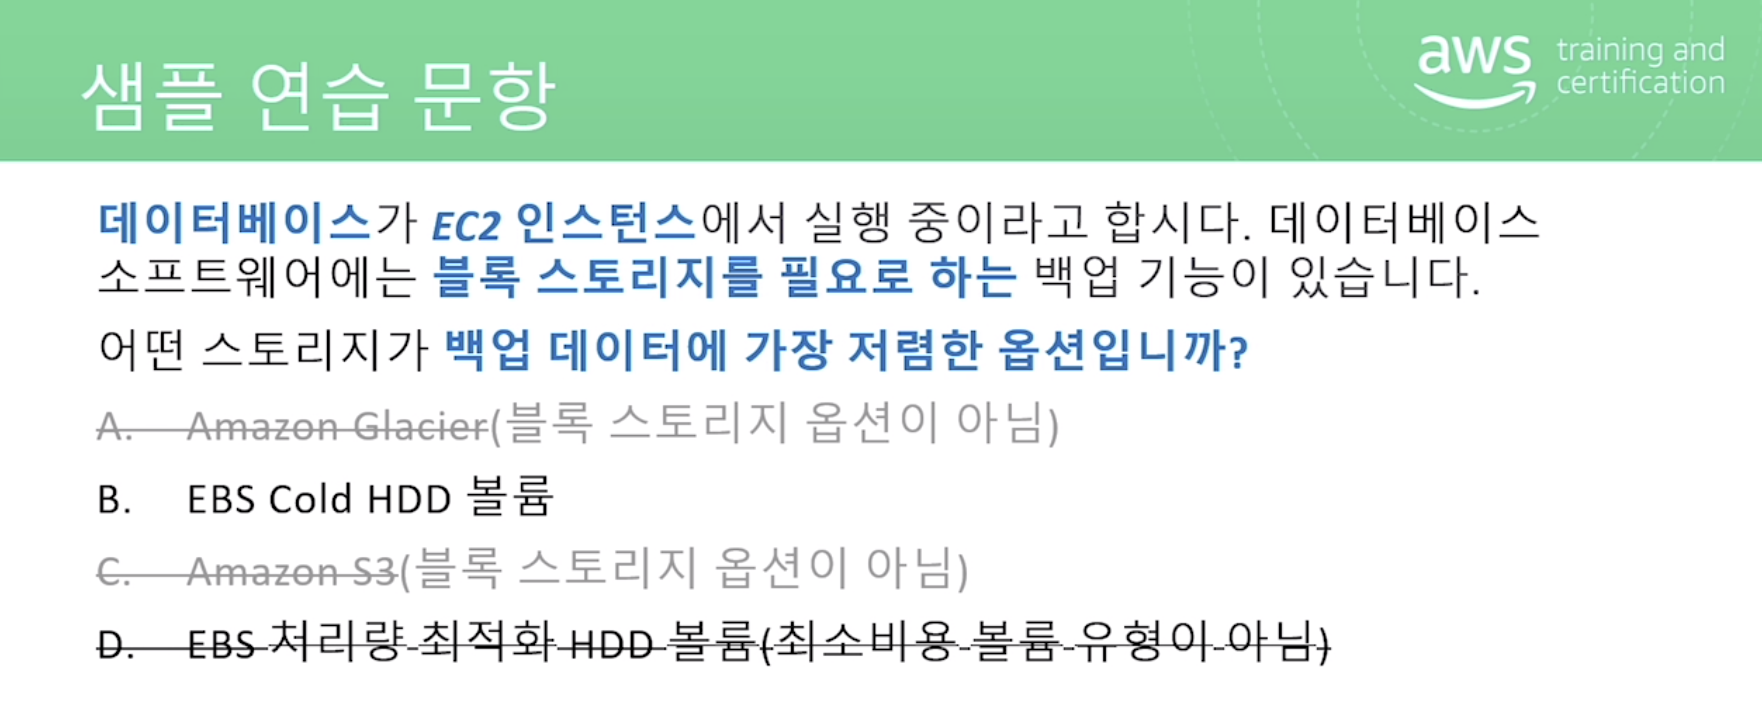 샘플 연습 문항
aws training and
certification
데이터베이스가 EC2 인스턴스에서 실행 중이라고 합시다. 데이터베이스
소프트웨어에는 블록 스토리지를 필요로 하는 백업 기능이 있습니다.
어떤 스토리지가 백업 데이터에 가장 저렴한 옵션입니까?
A. Amazon Glacier(블록 스토리지 옵션이 아님)
B. EBS Cold HDD 볼륨
C. Amazon S3(블록 스토리지 옵션이 아님)
D. EBS 처리량 최적화 HDD 볼륨(최소비용 볼륨 유형이 아님)